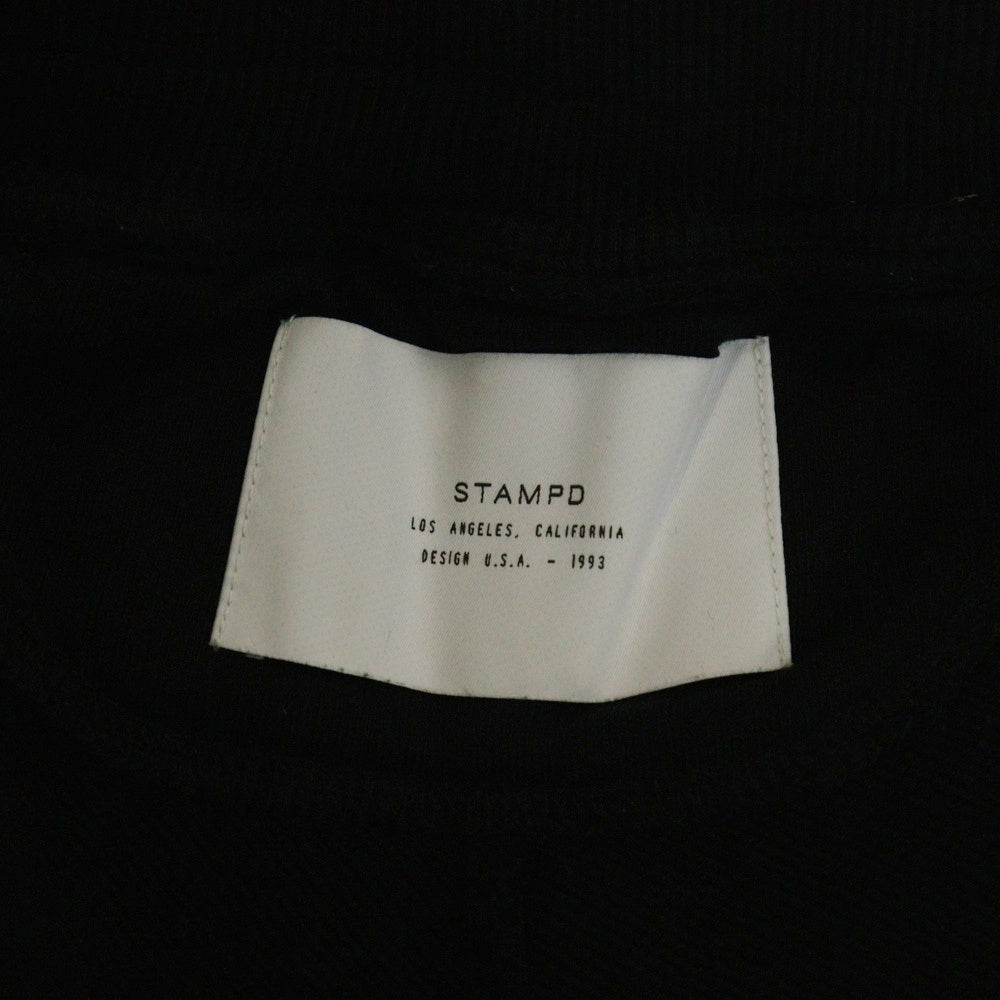 STAMPD
LOS ANGELES, CALIFORNIA
DESIGN U.S.A. - 1993